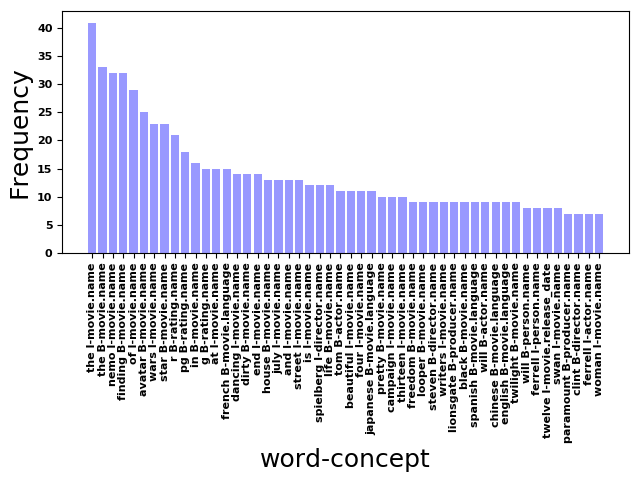 Frequency
40
35
30
25
20
15
10
5
0
the I-movie.name
the B-movie.name
nemo I-movie.name
finding B-movie.name
of I-movie.name
avatar B-movie.name
wars I-movie.name
star B-movie.name
r B-rating.name
pg B-rating.name
in B-movie.name
g B-rating.name
at I-movie.name
french B-movie.language
dancing I-movie.name
dirty B-movie.name
end I-movie.name
house B-movie.name
july I-movie.name
and I-movie.name
street I-movie.name
is I-movie.name
spielberg I-director.name
life B-movie.name
tom B-actor.name
beautiful I-movie.name
four I-movie.name
japanese B-movie.language
pretty B-movie.name
campaign I-movie.name
thirteen I-movie.name
freedom B-movie.name
looper B-movie.name
steven B-director.name
writers I-movie.name
lionsgate B-producer.name
black B-movie.name
spanish B-movie.language
will B-actor.name
chinese B-movie.language
english B-movie.language
twilight B-movie.name
will B-person.name
ferrell I-person.name
twelve I-movie.release_date
swan I-movie.name
paramount B-producer.name
clint B-director.name
ferrell I-actor.name
woman I-movie.name
word-concept